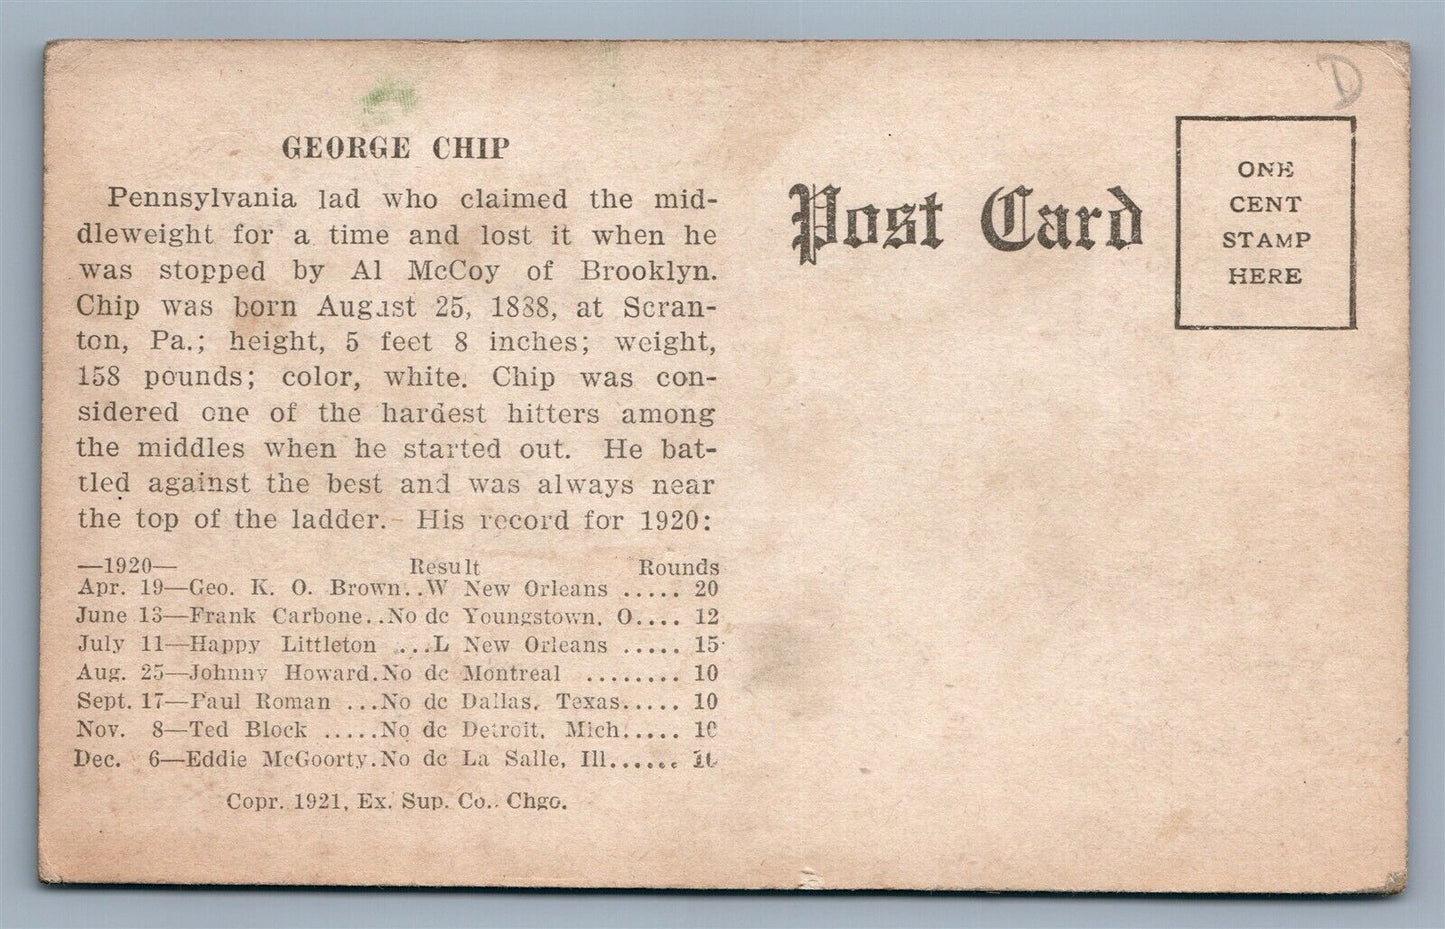 GEORGE CHIP
Pennsylvania lad who claimed the mid-
dleweight for a time and lost it when he
was stopped by Al McCoy of Brooklyn.
Chip was born August 25, 1888, at Scran-
ton, Pa.; height, 5 feet 8 inches; weight,
158 pounds; color, white. Chip was con-
sidered one of the hardest hitters among
the middles when he started out. He bat-
tled against the best and was always near
the top of the ladder. His record for 1920:
—1920— Result Rounds
Apr. 19—Geo. K. O. Brown..W New Orleans ..... 20
June 13—Frank Carbone..No dc Youngstown, O.... 12
July 11—Happy Littleton ...L New Orleans ..... 15
Aug. 25—Johnny Howard.No dc Montreal ........ 10
Sept. 17—Paul Roman ...No dc Dallas, Texas..... 10
Nov. 8—Ted Block .....No dc Detroit, Mich..... 10
Dec. 6—Eddie McGoorty.No dc La Salle, Ill...... 10
Copr. 1921, Ex. Sup. Co., Chgo.
Post Card
ONE
CENT
STAMP
HERE
D